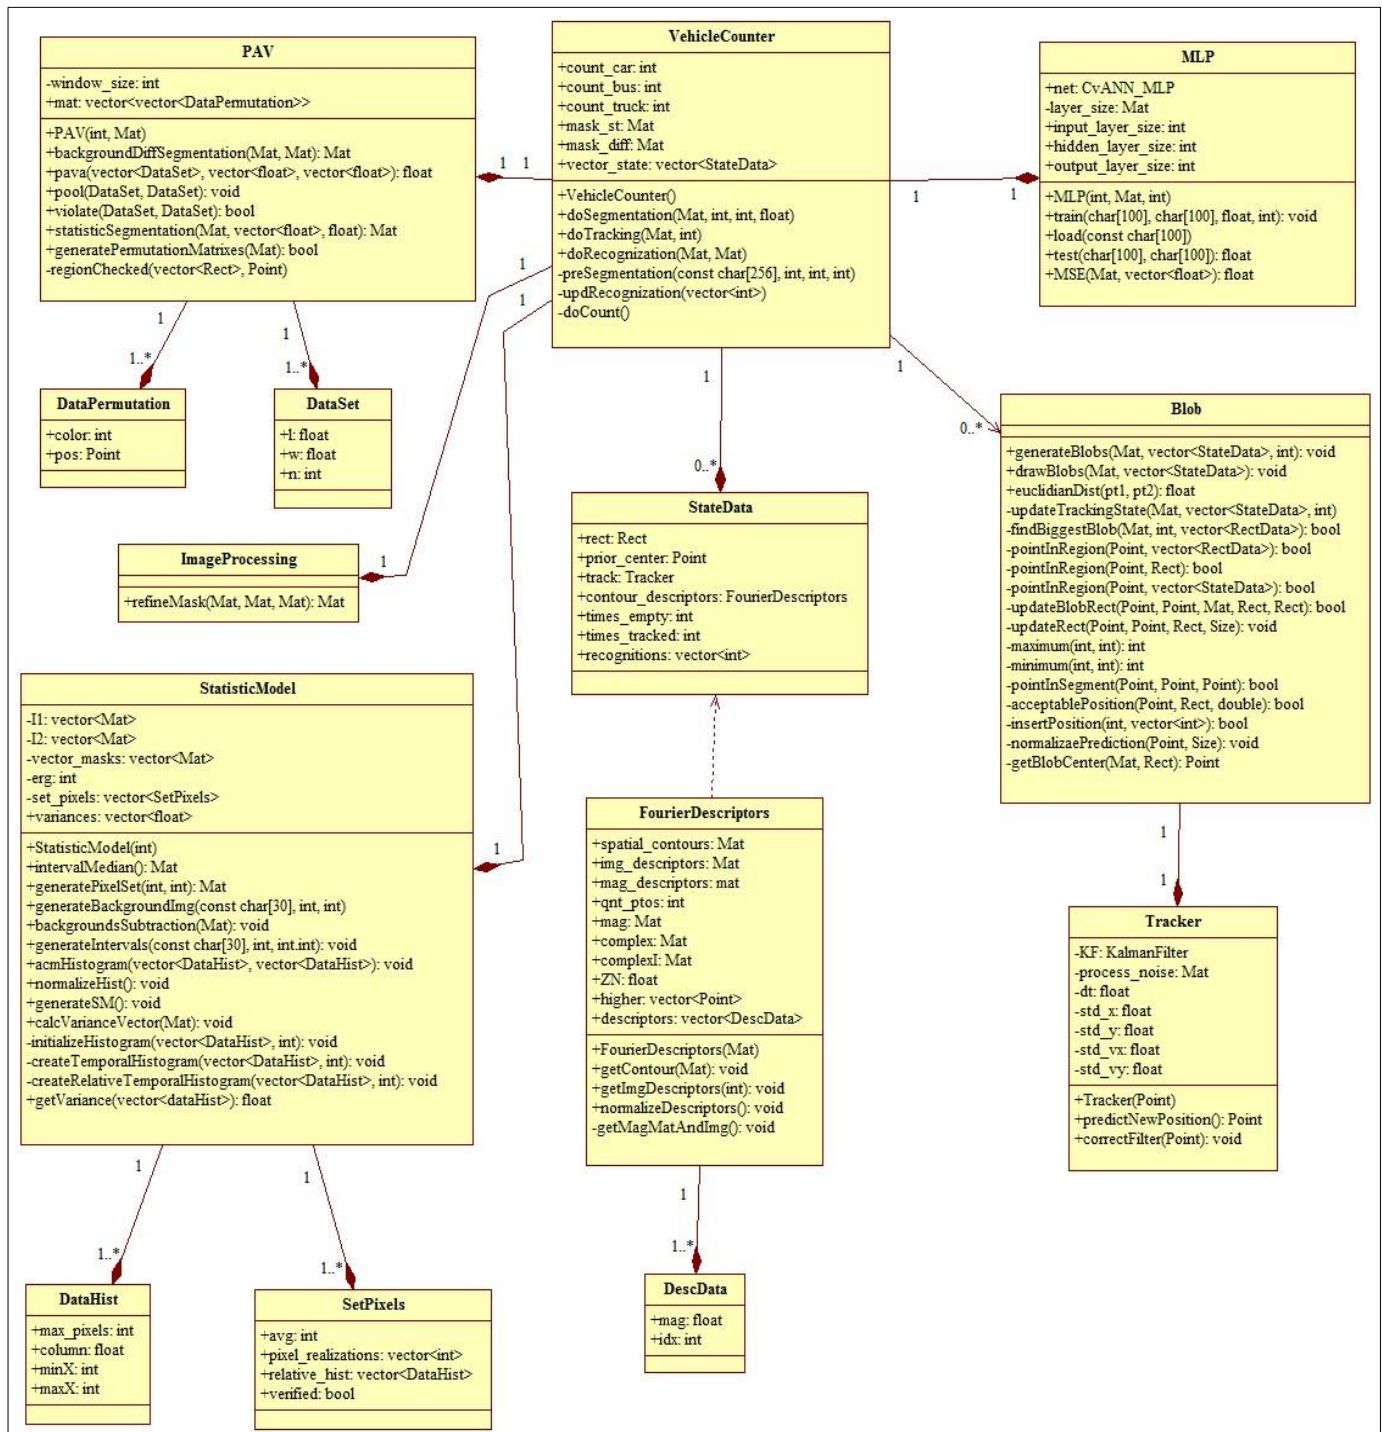 PAV
-window_size: int
+mat: vector<vector<DataPermutation>>
+PAV(int, Mat)
+backgroundDiffSegmentation(Mat, Mat): Mat
+pava(vector<DataSet>, vector<float>, vector<float>): float
+pool(DataSet, DataSet): void
+violate(DataSet, DataSet): bool
+statisticSegmentation(Mat, vector<float>, float): Mat
+generatePermutationMatrixes(Mat): bool
-regionChecked(vector<Rect>, Point)
VehicleCounter
+count_car: int
+count_bus: int
+count_truck: int
+mask_st: Mat
+mask_diff: Mat
+vector_state: vector<StateData>
+VehicleCounter()
+doSegmentation(Mat, int, int, float)
+doTracking(Mat, int)
+doRecognization(Mat, Mat)
-preSegmentation(const char[256], int, int, int)
-updRecognization(vector<int>)
-doCount()
MLP
+net: CvANN_MLP
-layer_size: Mat
+input_layer_size: int
+hidden_layer_size: int
+output_layer_size: int
+MLP(int, Mat, int)
+train(char[100], char[100], float, int): void
+load(const char[100])
+test(char[100], char[100]): float
+MSE(Mat, vector<float>): float
1 1
1
1
1
1
1
1
1..*
1..*
1
1
0..*
1
0..*
DataPermutation
+color: int
+pos: Point
DataSet
+l: float
+w: float
+n: int
ImageProcessing
+refineMask(Mat, Mat, Mat): Mat
1
StateData
+rect: Rect
+prior_center: Point
+track: Tracker
+contour_descriptors: FourierDescriptors
+times_empty: int
+times_tracked: int
+recognitions: vector<int>
Blob
+generateBlobs(Mat, vector<StateData>, int): void
+drawBlobs(Mat, vector<StateData>): void
+euclidianDist(pt1, pt2): float
-updateTrackingState(Mat, vector<StateData>, int)
-findBiggestBlob(Mat, int, vector<RectData>): bool
-pointInRegion(Point, vector<RectData>): bool
-pointInRegion(Point, Rect): bool
-pointInRegion(Point, vector<StateData>): bool
-updateBlobRect(Point, Point, Mat, Rect, Rect): bool
-updateRect(Point, Point, Rect, Size): void
-maximum(int, int): int
-minimum(int, int): int
-pointInSegment(Point, Point, Point): bool
-acceptablePosition(Point, Rect, double): bool
-insertPosition(int, vector<int>): bool
-normalizaePrediction(Point, Size): void
-getBlobCenter(Mat, Rect): Point
StatisticModel
-I1: vector<Mat>
-I2: vector<Mat>
-vector_masks: vector<Mat>
-erg: int
-set_pixels: vector<SetPixels>
+variances: vector<float>
+StatisticModel(int)
+intervalMedian(): Mat
+generatePixelSet(int, int): Mat
+generateBackgroundImg(const char[30], int, int)
+backgroundsSubtraction(Mat): void
+generateIntervals(const char[30], int, int.int): void
+acmHistogram(vector<DataHist>, vector<DataHist>): void
+normalizeHist(): void
+generateSM(): void
+calcVarianceVector(Mat): void
-initializeHistogram(vector<DataHist>, int): void
-createTemporalHistogram(vector<DataHist>, int): void
-createRelativeTemporalHistogram(vector<DataHist>, int): void
+getVariance(vector<dataHist>): float
1
FourierDescriptors
+spatial_contours: Mat
+img_descriptors: Mat
+mag_descriptors: mat
+qnt_ptos: int
+mag: Mat
+complex: Mat
+complexI: Mat
+ZN: float
+higher: vector<Point>
+descriptors: vector<DescData>
+FourierDescriptors(Mat)
+getContour(Mat): void
+getImgDescriptors(int): void
+normalizeDescriptors(): void
-getMagMatAndImg(): void
1
1
Tracker
-KF: KalmanFilter
-process_noise: Mat
-dt: float
-std_x: float
-std_y: float
-std_vx: float
-std_vy: float
+Tracker(Point)
+predictNewPosition(): Point
+correctFilter(Point): void
1
1
1..*
1..*
1
1..*
DataHist
+max_pixels: int
+column: float
+minX: int
+maxX: int
SetPixels
+avg: int
+pixel_realizations: vector<int>
+relative_hist: vector<DataHist>
+verified: bool
DescData
+mag: float
+idx: int